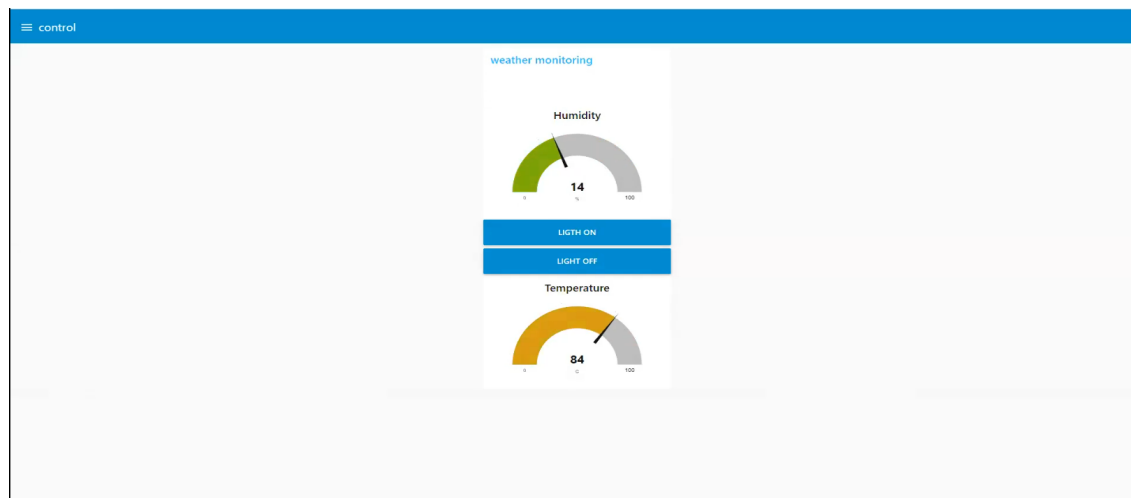 control
weather monitoring
Humidity
14
0 % 100
LIGTH ON
LIGHT OFF
Temperature
84
0 100